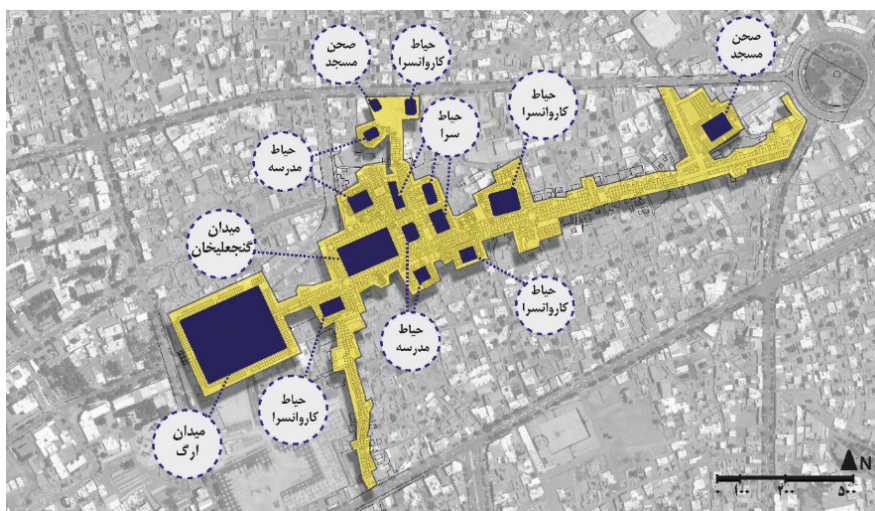 صحن
مسجد
حیاط
کاروانسرا
صحن
مسجد
حیاط
کاروانسرا
حیاط
سرا
حیاط
مدرسه
میدان
گنجعلیخان
حیاط
کاروانسرا
حیاط
مدرسه
حیاط
کاروانسرا
میدان
ارگ
N
۰ ۱۰۰ ۲۰۰ ۵۰۰